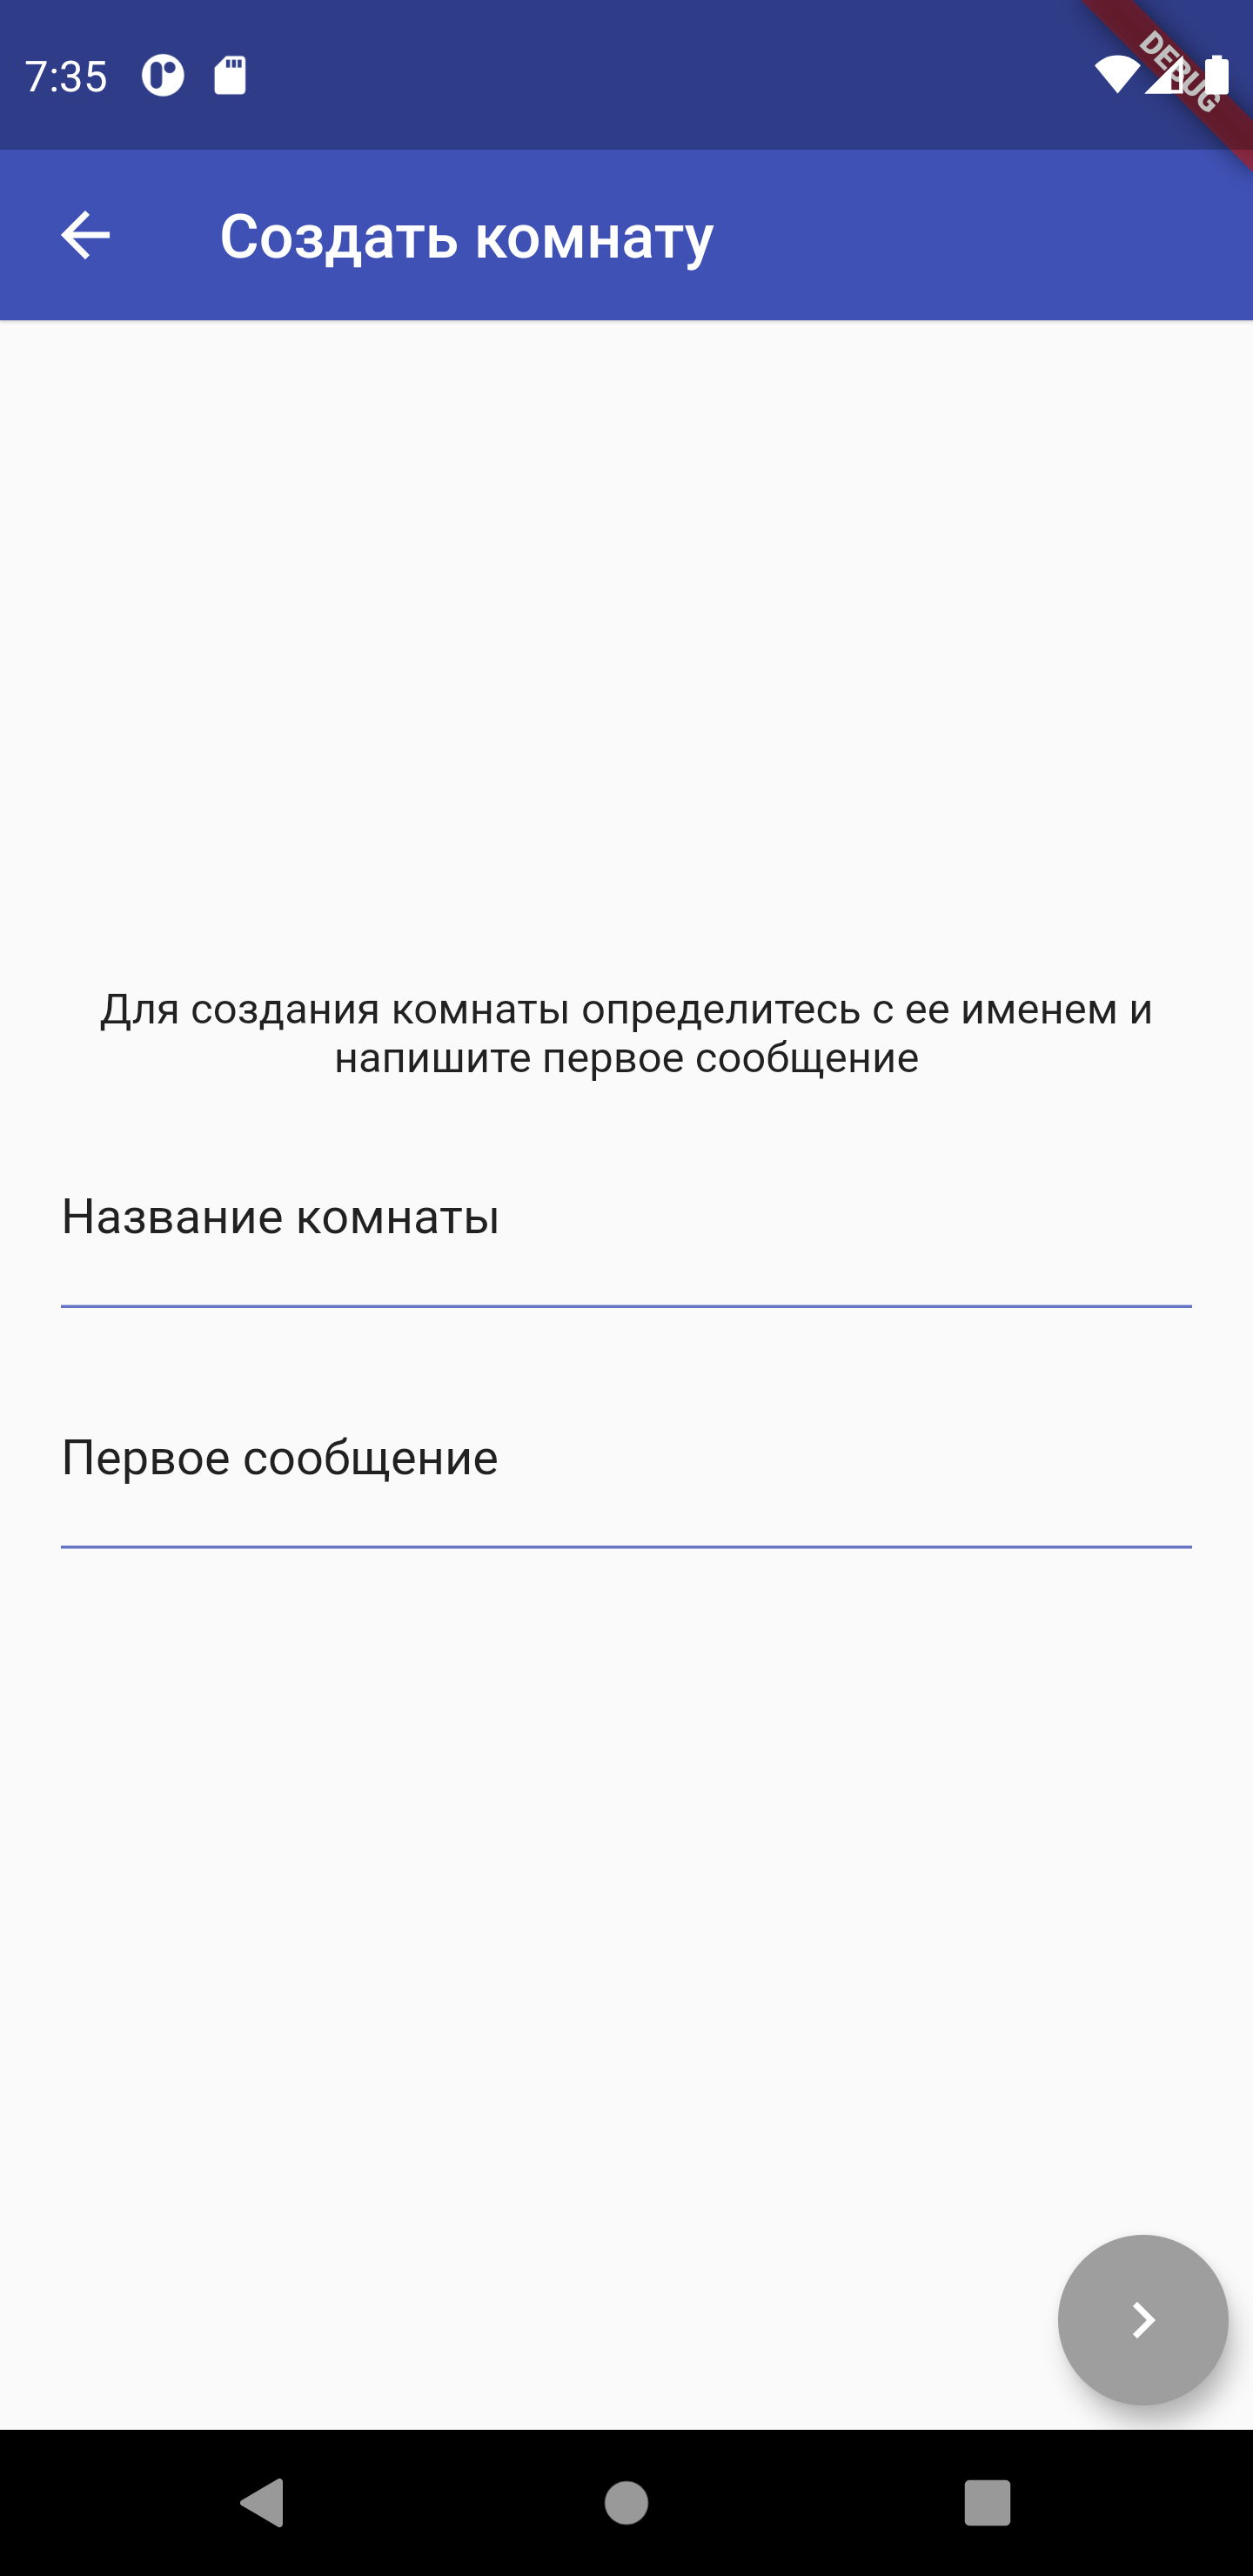 7:35
DEBUG
Создать комнату
Для создания комнаты определитесь с ее именем и
напишите первое сообщение
Название комнаты
Первое сообщение